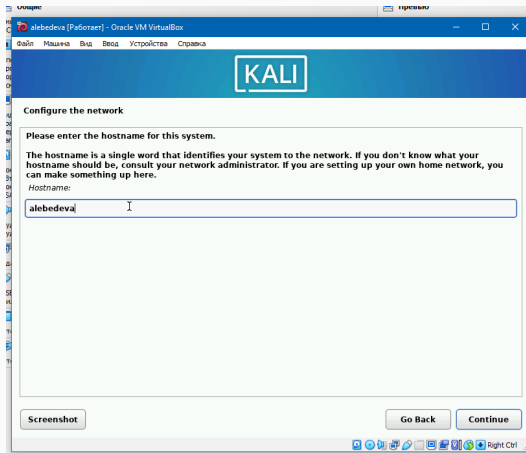 Общие
Превью
alebedeva [Работает] - Oracle VM VirtualBox
Файл Машина Вид Ввод Устройства Справка
KALI
Configure the network
Please enter the hostname for this system.
The hostname is a single word that identifies your system to the network. If you don't know what your
hostname should be, consult your network administrator. If you are setting up your own home network, you
can make something up here.
Hostname:
alebedeva
Screenshot
Go Back
Continue
Right Ctrl